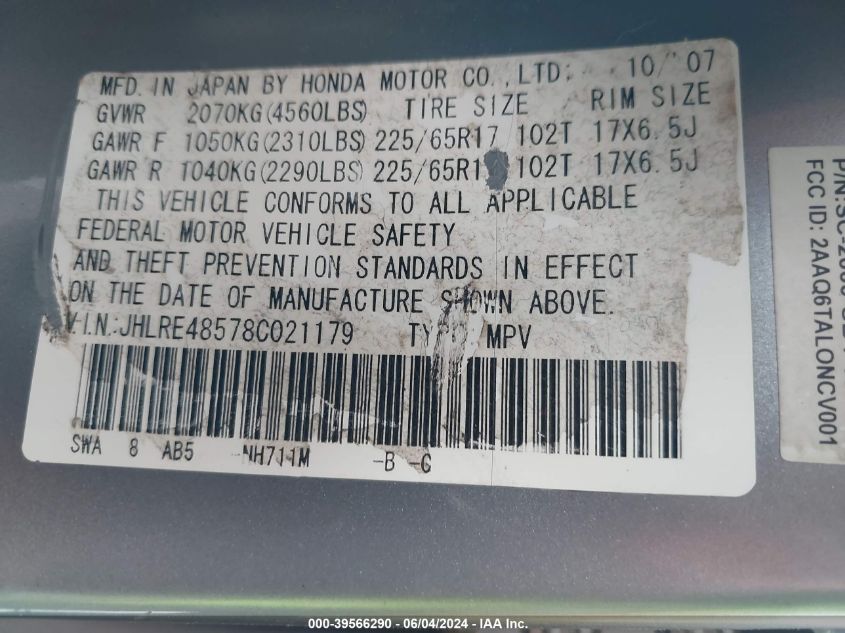 MFD. IN JAPAN BY HONDA MOTOR CO.,LTD. 10/'07
GVWR 2070KG(4560LBS) TIRE SIZE RIM SIZE
GAWR F 1050KG(2310LBS) 225/65R17 102T 17X6.5J
GAWR R 1040KG(2290LBS) 225/65R1 102T 17X6.5J
THIS VEHICLE CONFORMS TO ALL APPLICABLE
FEDERAL MOTOR VEHICLE SAFETY
AND THEFT PREVENTION STANDARDS IN EFFECT
ON THE DATE OF MANUFACTURE SHOWN ABOVE.
V.I.N.:JHLRE48578C021179 TYPE: MPV
SWA 8 AB5 NH711M -B -C
FCC ID: 2AAQ6TALONCV001
000-39566290 - 06/04/2024 - IAA Inc.